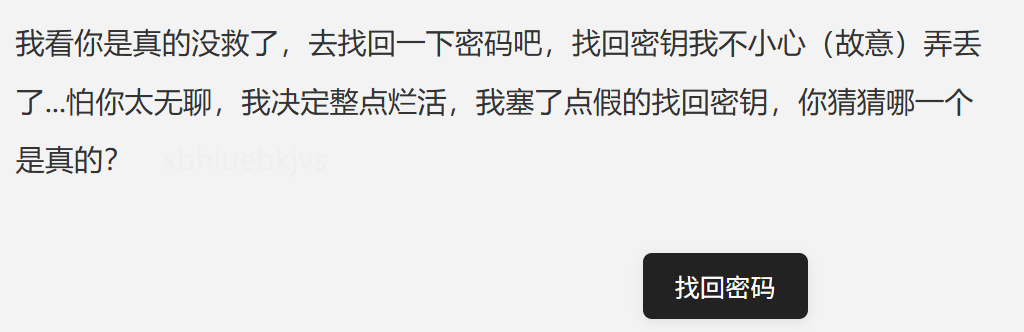 我看你是真的没救了，去找回一下密码吧，找回密钥我不小心（故意）弄丢
了...怕你太无聊，我决定整点烂活，我塞了点假的找回密钥，你猜猜哪一个
是真的？ xbhiuebkjvs
找回密码